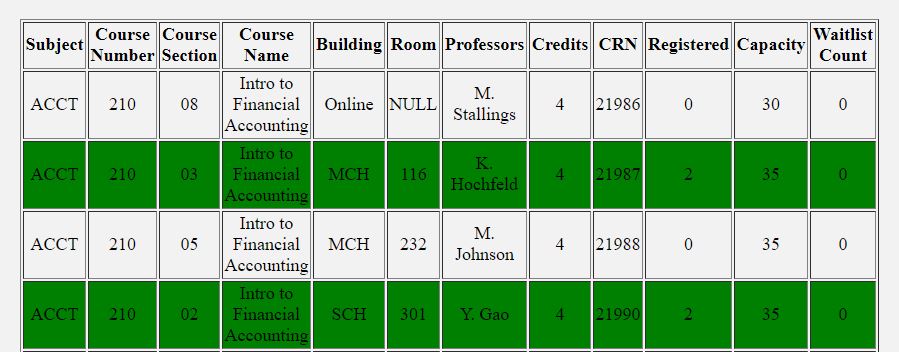 Subject Course Number Course Section Course Name Building Room Professors Credits CRN Registered Capacity Waitlist Count
ACCT 210 08 Intro to Financial Accounting Online NULL M. Stallings 4 21986 0 30 0
ACCT 210 03 Intro to Financial Accounting MCH 116 K. Hochfeld 4 21987 2 35 0
ACCT 210 05 Intro to Financial Accounting MCH 232 M. Johnson 4 21988 0 35 0
ACCT 210 02 Intro to Financial Accounting SCH 301 Y. Gao 4 21990 2 35 0